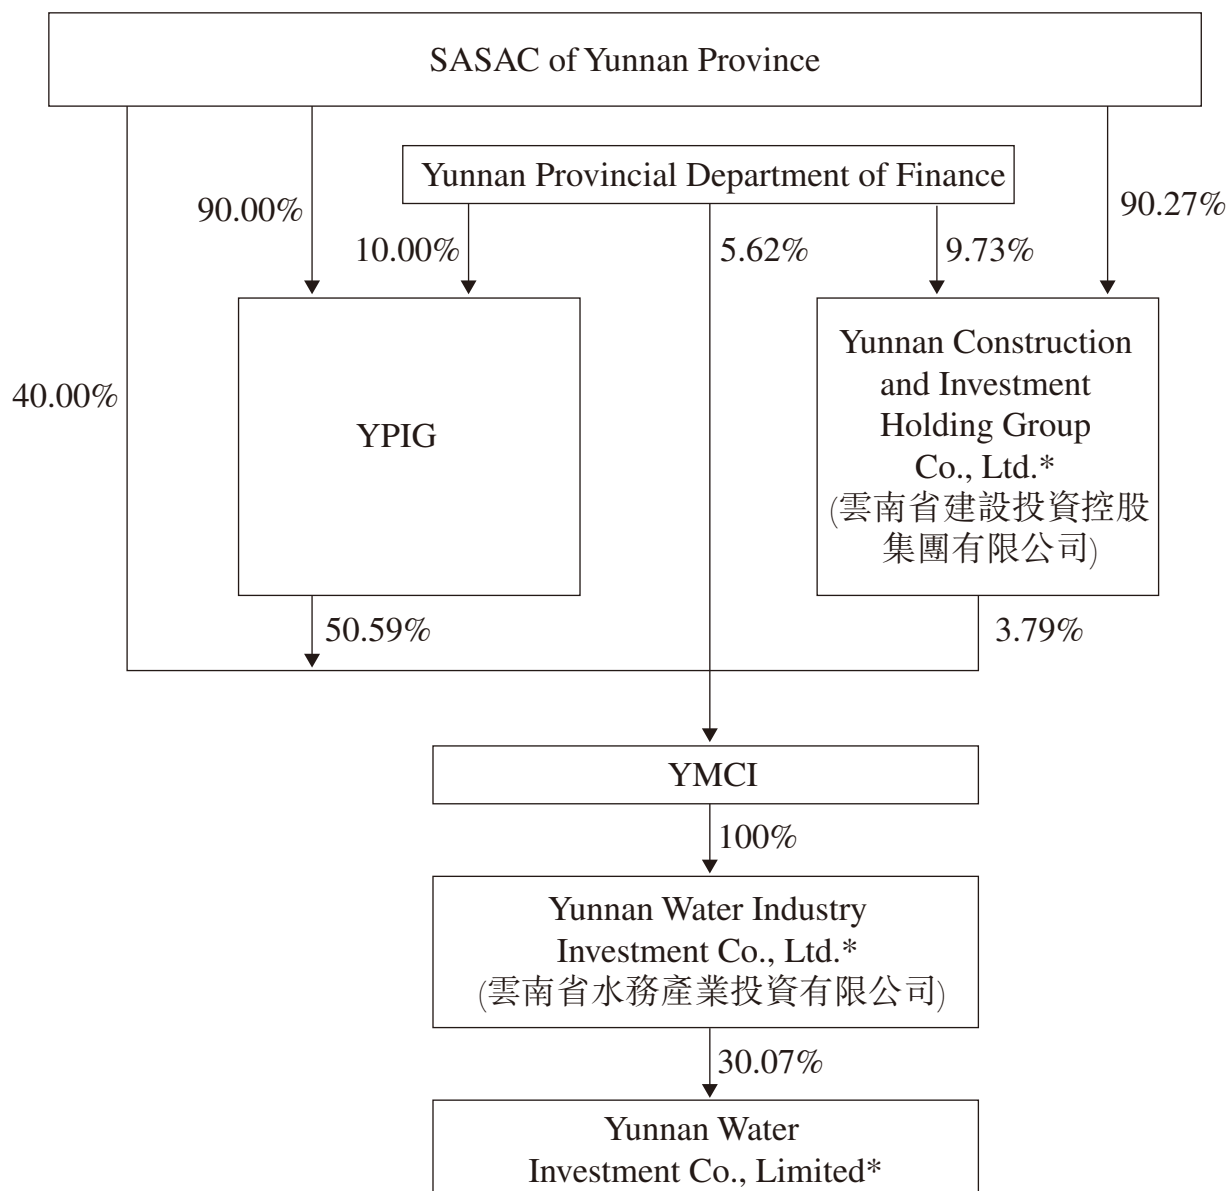 SASAC of Yunnan Province
Yunnan Provincial Department of Finance
90.00%
90.27%
10.00%
5.62%
9.73%
40.00%
YPIG
Yunnan Construction
and Investment
Holding Group
Co., Ltd.*
(雲南省建設投資控股
集團有限公司)
50.59%
3.79%
YMCI
100%
Yunnan Water Industry
Investment Co., Ltd.*
(雲南省水務產業投資有限公司)
30.07%
Yunnan Water
Investment Co., Limited*